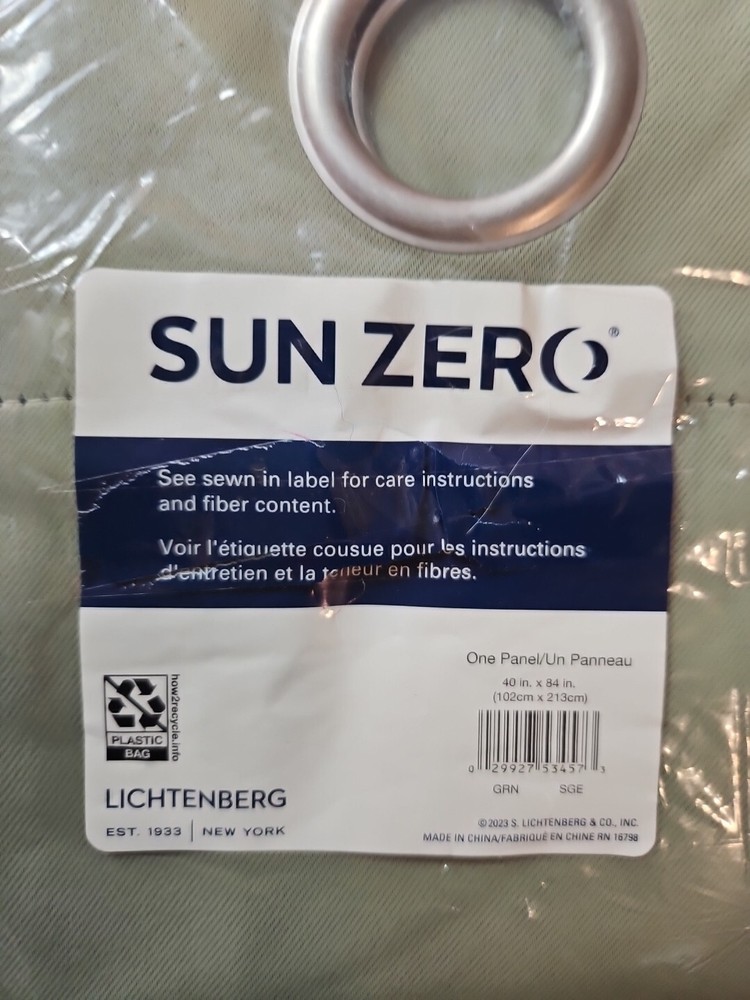 SUN ZERO®
See sewn in label for care instructions
and fiber content.
Voir l'étiquette cousue pour les instructions
d'entretien et la teneur en fibres.
how2recycle.info
PLASTIC
BAG
One Panel/Un Panneau
40 in. x 84 in.
(102cm x 213cm)
0 29927 53457 3
GRN SGE
LICHTENBERG
EST. 1933 | NEW YORK
©2023 S. LICHTENBERG & CO., INC.
MADE IN CHINA/FABRIQUÉ EN CHINE RN 16798